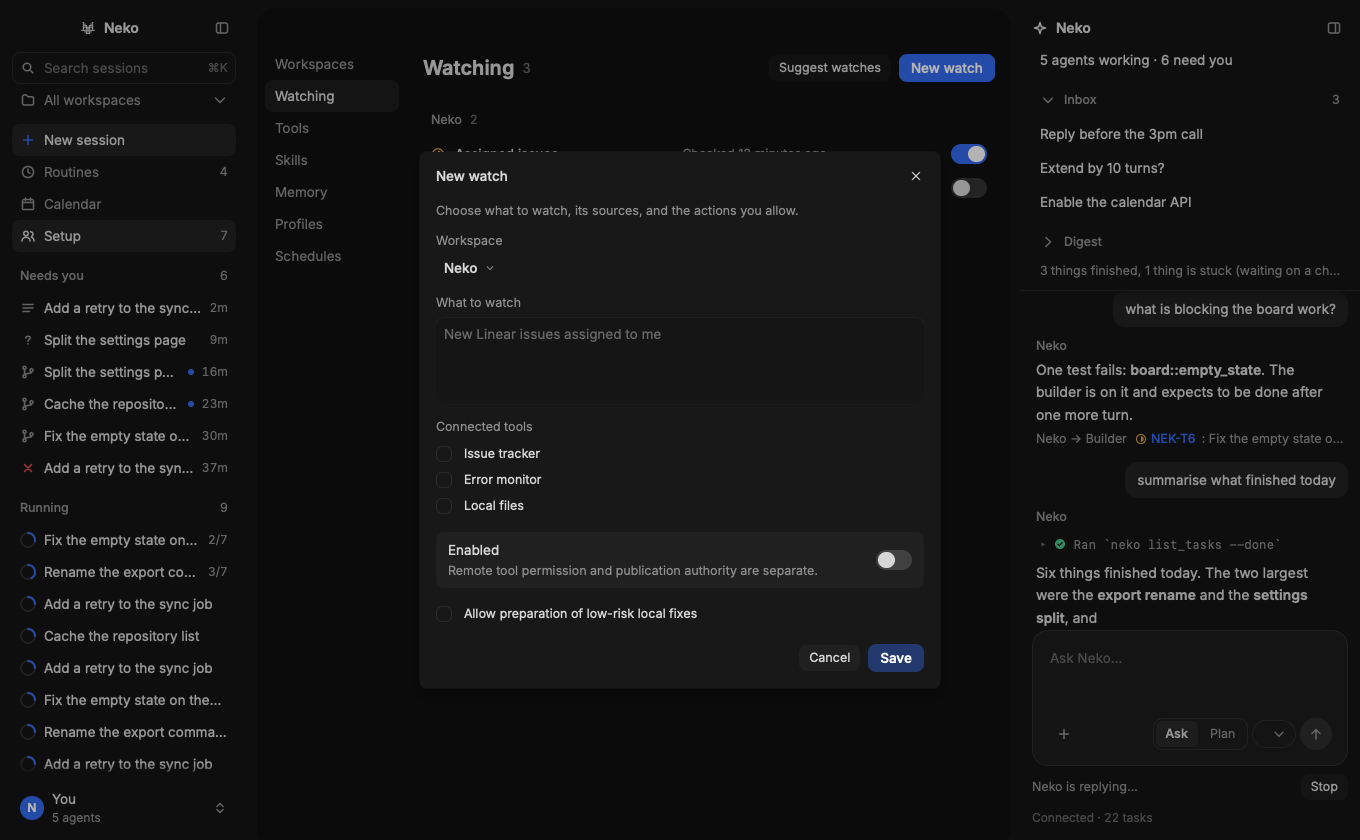 Neko
Search sessions ⌘K
All workspaces
New session
Routines 4
Calendar
Setup 7
Needs you 6
Add a retry to the sync... 2m
? Split the settings page 9m
Split the settings p... 16m
Cache the reposito... 23m
Fix the empty state o... 30m
Add a retry to the syn... 37m
Running 9
Fix the empty state on... 2/7
Rename the export co... 3/7
Add a retry to the sync job
Cache the repository list
Add a retry to the sync job
Fix the empty state on the...
Rename the export comma...
Add a retry to the sync job
N
You
5 agents
Workspaces
Watching
Tools
Skills
Memory
Profiles
Schedules
Watching 3
Suggest watches
New watch
Neko 2
Assigned issues
Checked 12 minutes ago
New watch
Choose what to watch, its sources, and the actions you allow.
Workspace
Neko
What to watch
New Linear issues assigned to me
Connected tools
Issue tracker
Error monitor
Local files
Enabled
Remote tool permission and publication authority are separate.
Allow preparation of low-risk local fixes
Cancel
Save
Neko
5 agents working · 6 need you
Inbox 3
Reply before the 3pm call
Extend by 10 turns?
Enable the calendar API
Digest
3 things finished, 1 thing is stuck (waiting on a ch...
what is blocking the board work?
Neko
One test fails: board::empty_state. The
builder is on it and expects to be done after
one more turn.
Neko → Builder NEK-T6 : Fix the empty state o...
summarise what finished today
Neko
Ran `neko list_tasks --done`
Six things finished today. The two largest
were the export rename and the settings
split, and
Ask Neko...
Ask
Plan
Neko is replying...
Stop
Connected · 22 tasks